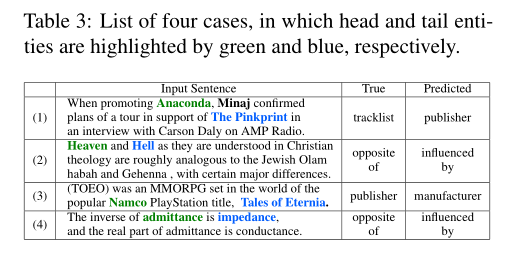 Table 3: List of four cases, in which head and tail enti-
ties are highlighted by green and blue, respectively.
Input Sentence True Predicted
(1) When promoting Anaconda, Minaj confirmed
plans of a tour in support of The Pinkprint in
an interview with Carson Daly on AMP Radio.
tracklist publisher
(2) Heaven and Hell as they are understood in Christian
theology are roughly analogous to the Jewish Olam
habah and Gehenna , with certain major differences.
opposite
of
influenced
by
(3) (TOEO) was an MMORPG set in the world of the
popular Namco PlayStation title, Tales of Eternia.
publisher manufacturer
(4) The inverse of admittance is impedance,
and the real part of admittance is conductance.
opposite
of
influenced
by